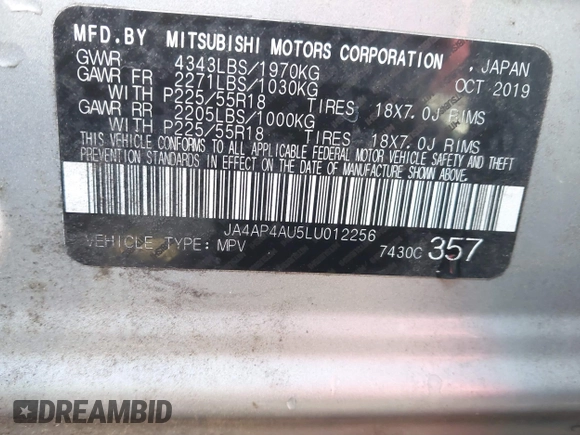 MFD.BY MITSUBISHI MOTORS CORPORATION, JAPAN
GVWR 4343LBS/1970KG OCT 2019
GAWR FR 2271LBS/1030KG
WITH P225/55R18 TIRES 18X7.0J RIMS
GAWR RR 2205LBS/1000KG
WITH P225/55R18 TIRES 18X7.0J RIMS
THIS VEHICLE CONFORMS TO ALL APPLICABLE FEDERAL MOTOR VEHICLE SAFETY AND THEFT
PREVENTION STANDARDS IN EFFECT ON THE DATE OF MANUFACTURE SHOWN ABOVE.
JA4AP4AU5LU012256
VEHICLE TYPE: MPV 7430C 357
DREAMBID